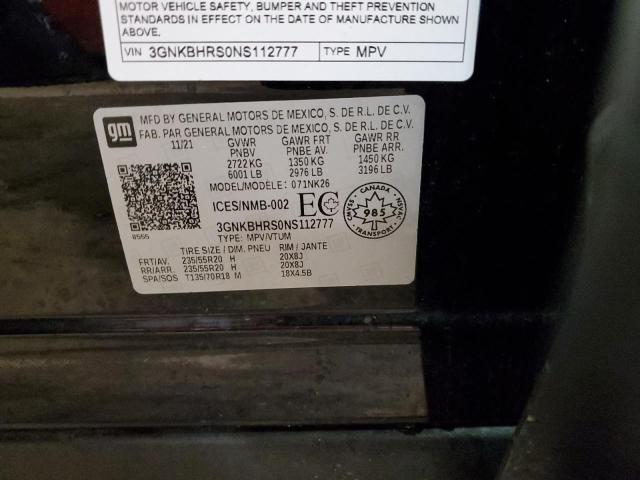 MOTOR VEHICLE SAFETY, BUMPER AND THEFT PREVENTION
STANDARDS IN EFFECT ON THE DATE OF MANUFACTURE SHOWN
ABOVE.
VIN 3GNKBHRS0NS112777 TYPE MPV
gm
MFD BY GENERAL MOTORS DE MEXICO, S. DE R.L. DE C.V.
FAB. PAR GENERAL MOTORS DE MEXICO, S. DE R.L. DE C.V.
11/21 GVWR GAWR FRT GAWR RR
PNBV PNBE AV. PNBE ARR.
2722 KG 1350 KG 1450 KG
6001 LB 2976 LB 3196 LB
MODEL/MODÈLE: 071NK26
ICES/NMB-002 EC
CANADA
985
TRANSPORT
3GNKBHRS0NS112777
8555 TYPE: MPV/VTUM
TIRE SIZE / DIM. PNEU RIM / JANTE
FRT/AV. 235/55R20 H 20X8J
RR/ARR. 235/55R20 H 20X8J
SPA/SOS T135/70R18 M 18X4.5B